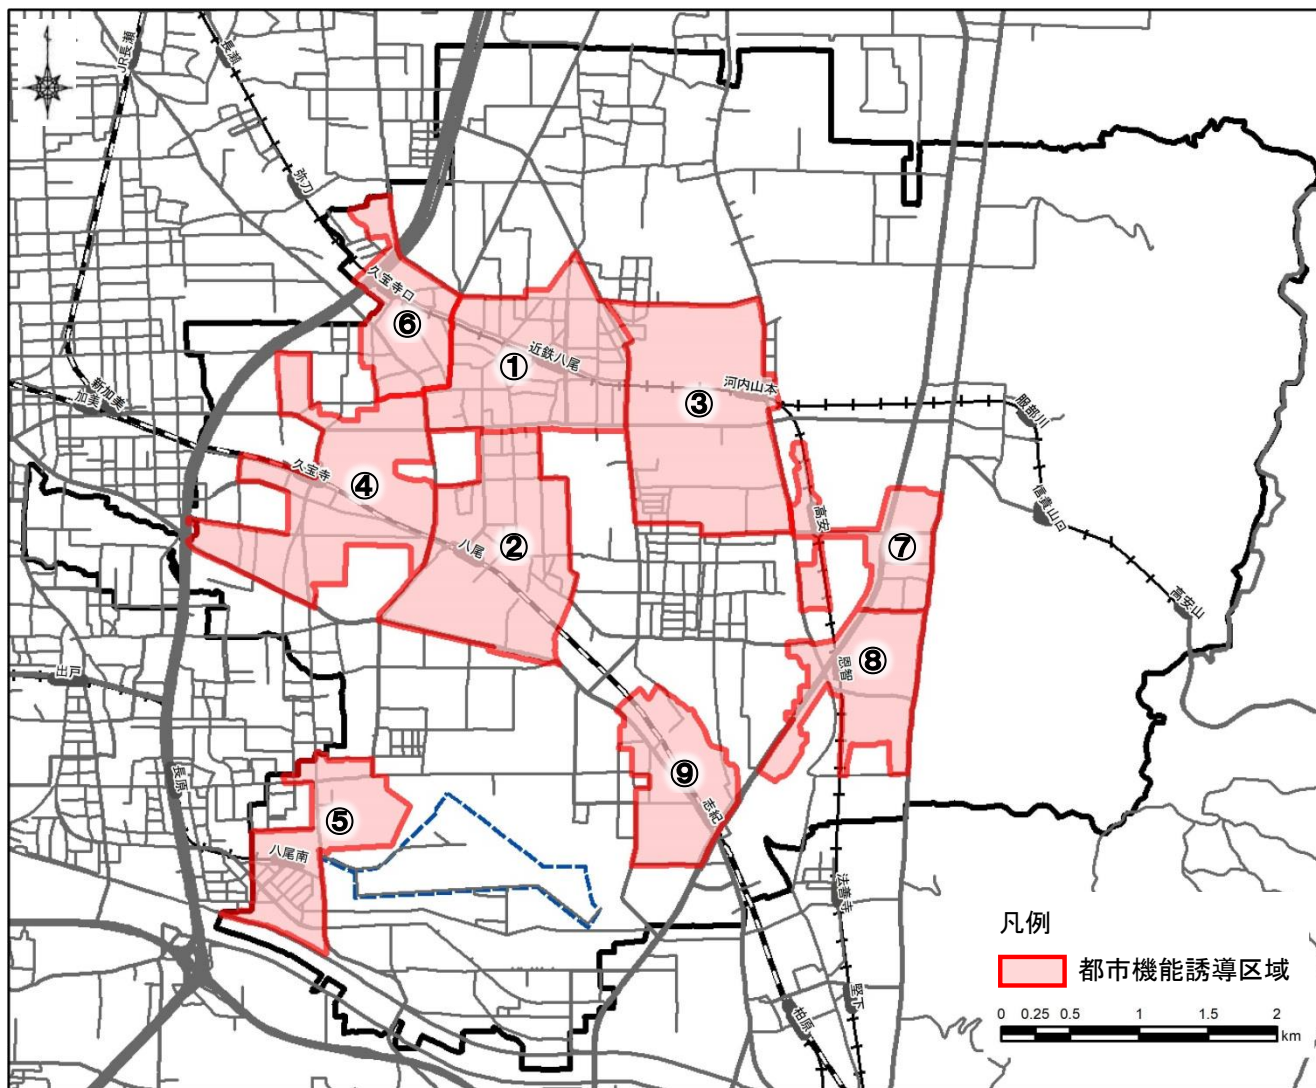 JR長瀬
長瀬
弥刀
久宝寺口
⑥
①
近鉄八尾
③
河内山本
服部川
新加美
加美
久宝寺
④
②
八尾
高安
信貴山口
⑦
高安山
出戸
⑧
恩智
長原
⑤
八尾南
⑨
志紀
法善寺
堅下
柏原
凡例
都市機能誘導区域
0 0.25 0.5 1 1.5 2
km